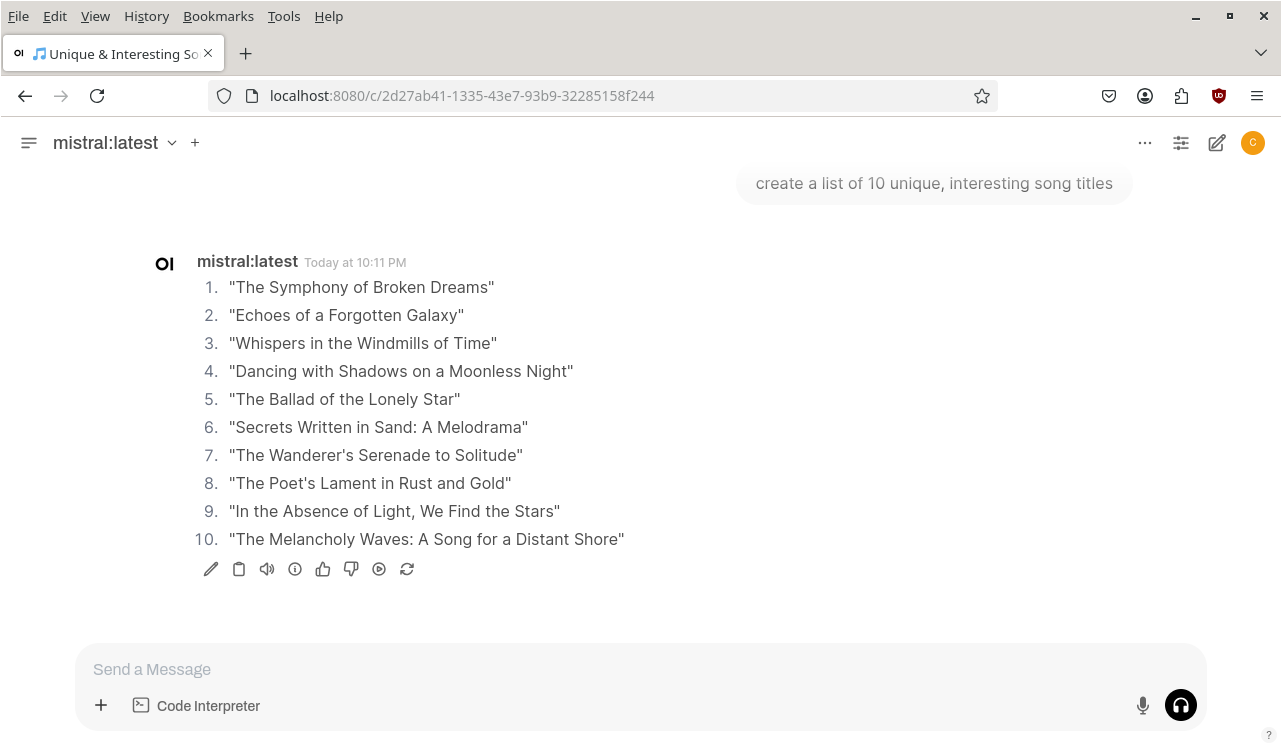 File Edit View History Bookmarks Tools Help
OI 🎵 Unique & Interesting So
localhost:8080/c/2d27ab41-1335-43e7-93b9-32285158f244
mistral:latest
C
create a list of 10 unique, interesting song titles
OI mistral:latest Today at 10:11 PM
1. "The Symphony of Broken Dreams"
2. "Echoes of a Forgotten Galaxy"
3. "Whispers in the Windmills of Time"
4. "Dancing with Shadows on a Moonless Night"
5. "The Ballad of the Lonely Star"
6. "Secrets Written in Sand: A Melodrama"
7. "The Wanderer's Serenade to Solitude"
8. "The Poet's Lament in Rust and Gold"
9. "In the Absence of Light, We Find the Stars"
10. "The Melancholy Waves: A Song for a Distant Shore"
Send a Message
Code Interpreter
?